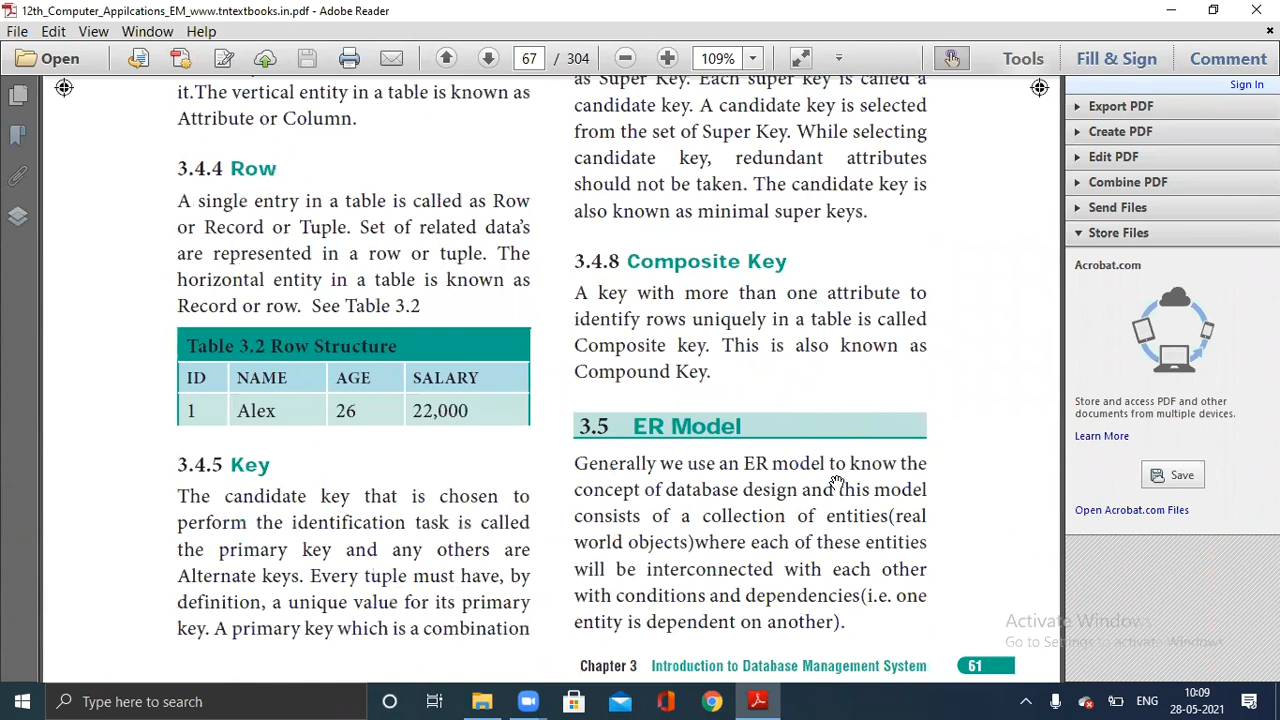 12th_Computer_Appilcations_EM_www.tntextbooks.in.pdf - Adobe Reader
File Edit View Window Help
Open 67 / 304 109% Tools Fill & Sign Comment
it.The vertical entity in a table is known as
Attribute or Column.
3.4.4 Row
A single entry in a table is called as Row
or Record or Tuple. Set of related data's
are represented in a row or tuple. The
horizontal entity in a table is known as
Record or row. See Table 3.2
Table 3.2 Row Structure
ID NAME AGE SALARY
1 Alex 26 22,000
3.4.5 Key
The candidate key that is chosen to
perform the identification task is called
the primary key and any others are
Alternate keys. Every tuple must have, by
definition, a unique value for its primary
key. A primary key which is a combination
as Super Key. Each super key is called a
candidate key. A candidate key is selected
from the set of Super Key. While selecting
candidate key, redundant attributes
should not be taken. The candidate key is
also known as minimal super keys.
3.4.8 Composite Key
A key with more than one attribute to
identify rows uniquely in a table is called
Composite key. This is also known as
Compound Key.
3.5 ER Model
Generally we use an ER model to know the
concept of database design and this model
consists of a collection of entities(real
world objects)where each of these entities
will be interconnected with each other
with conditions and dependencies(i.e. one
entity is dependent on another).
Chapter 3 Introduction to Database Management System 61
Sign In
Export PDF
Create PDF
Edit PDF
Combine PDF
Send Files
Store Files
Acrobat.com
Store and access PDF and other
documents from multiple devices.
Learn More
Save
Open Acrobat.com Files
Activate Windows
Go to Settings to activate Windows.
Type here to search
ENG
10:09
28-05-2021